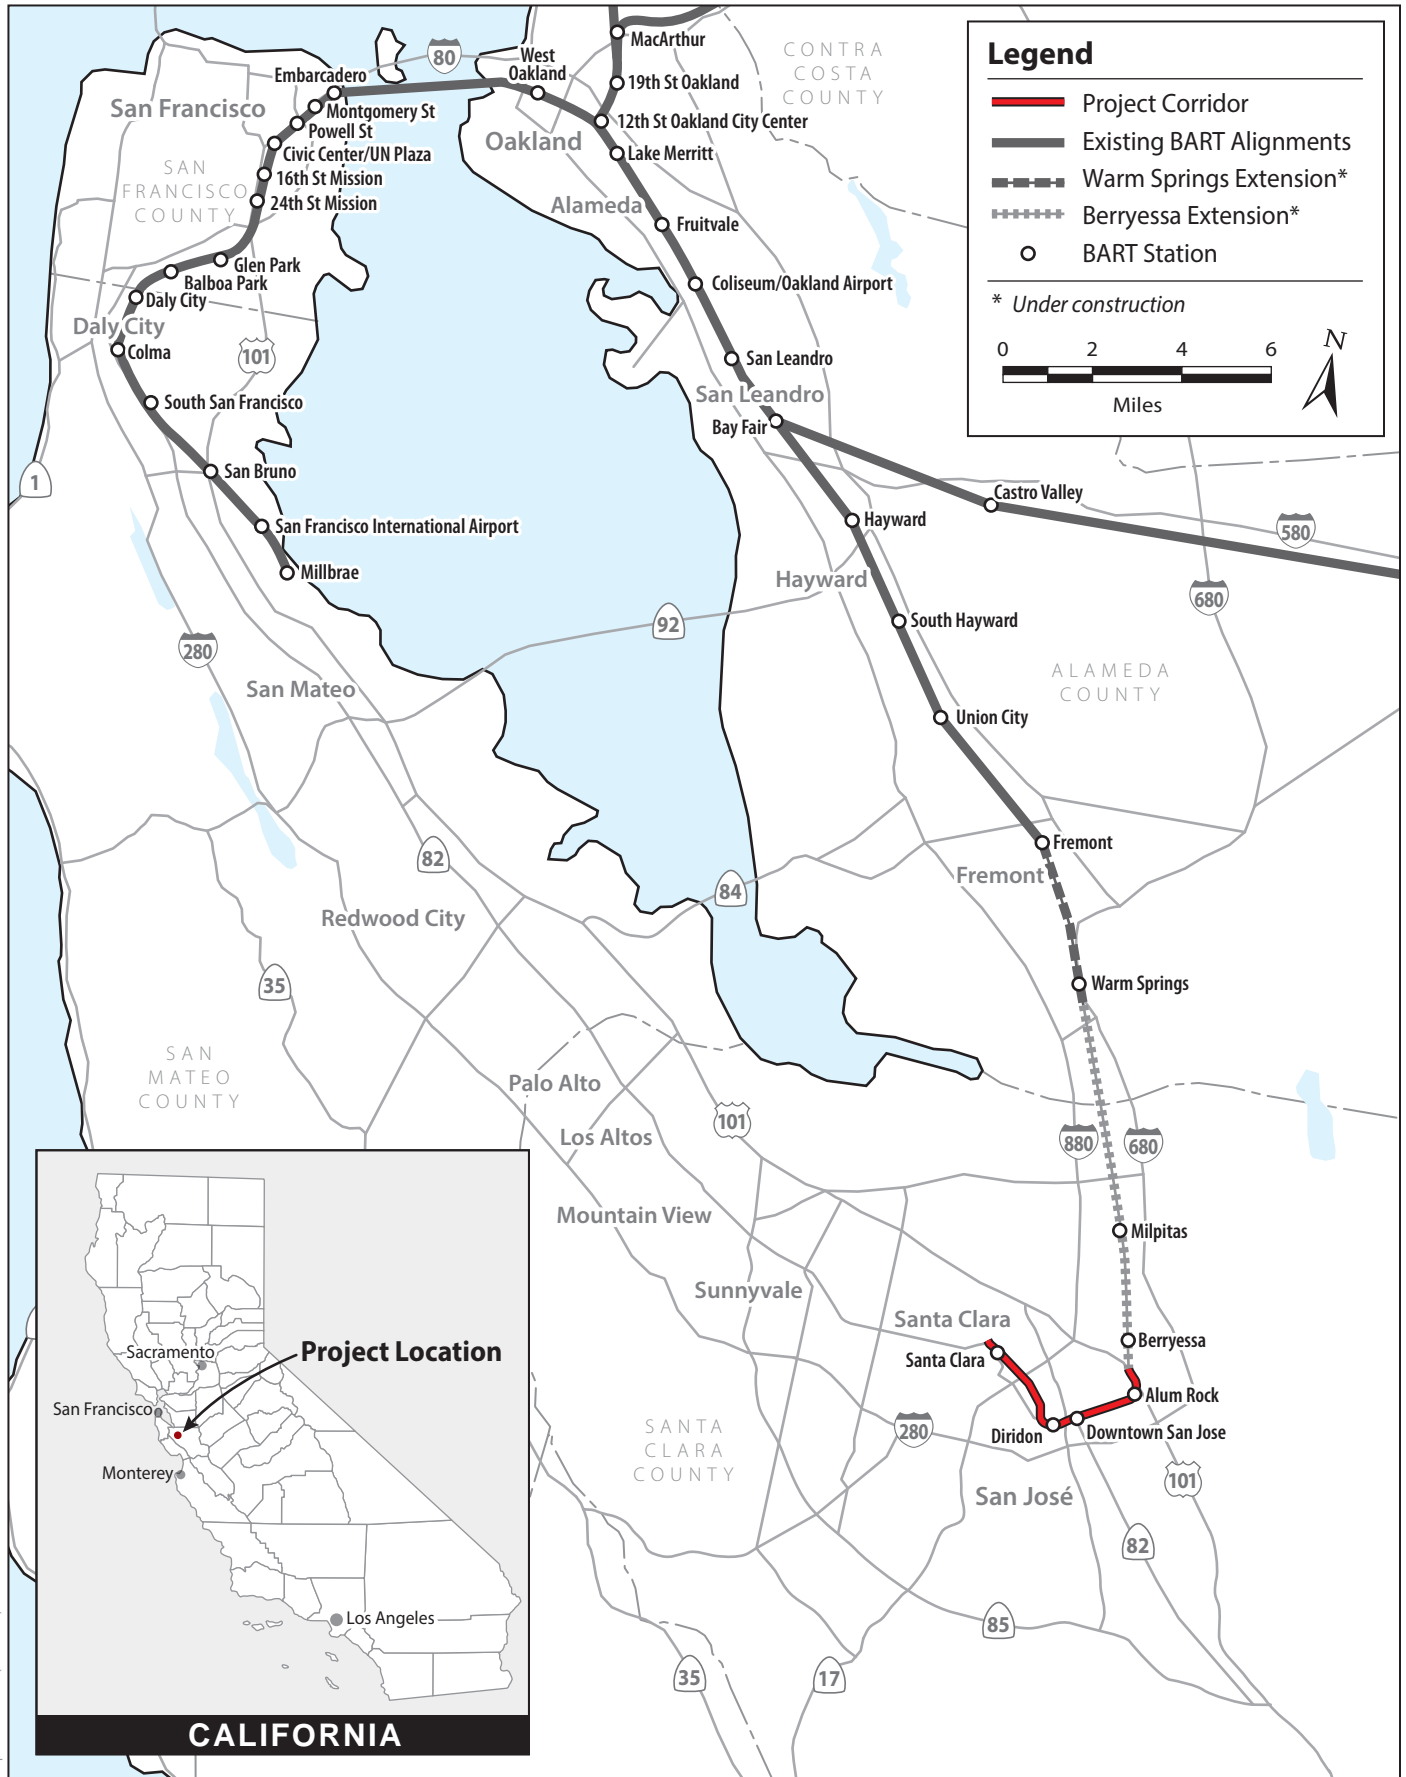 Legend
Project Corridor
Existing BART Alignments
Warm Springs Extension*
Berryessa Extension*
BART Station
* Under construction
0 2 4 6
Miles
N
MacArthur
CONTRA
COSTA
COUNTY
80
West
Oakland
19th St Oakland
12th St Oakland City Center
Oakland
Lake Merritt
Embarcadero
San Francisco
Montgomery St
Powell St
Civic Center/UN Plaza
SAN
FRANCISCO
COUNTY
16th St Mission
24th St Mission
Alameda
Fruitvale
Glen Park
Balboa Park
Daly City
Coliseum/Oakland Airport
Daly City
Colma
101
San Leandro
San Leandro
South San Francisco
Bay Fair
San Bruno
1
Castro Valley
San Francisco International Airport
Hayward
580
Millbrae
Hayward
680
South Hayward
92
280
ALAMEDA
COUNTY
San Mateo
Union City
Fremont
82
Fremont
84
Redwood City
35
Warm Springs
SAN
MATEO
COUNTY
Palo Alto
101
Los Altos
880
680
Mountain View
Milpitas
Sunnyvale
Santa Clara
Berryessa
Santa Clara
Alum Rock
Diridon
Downtown San Jose
280
SANTA
CLARA
COUNTY
101
San José
82
85
35
17
Sacramento
Project Location
San Francisco
Monterey
Los Angeles
CALIFORNIA